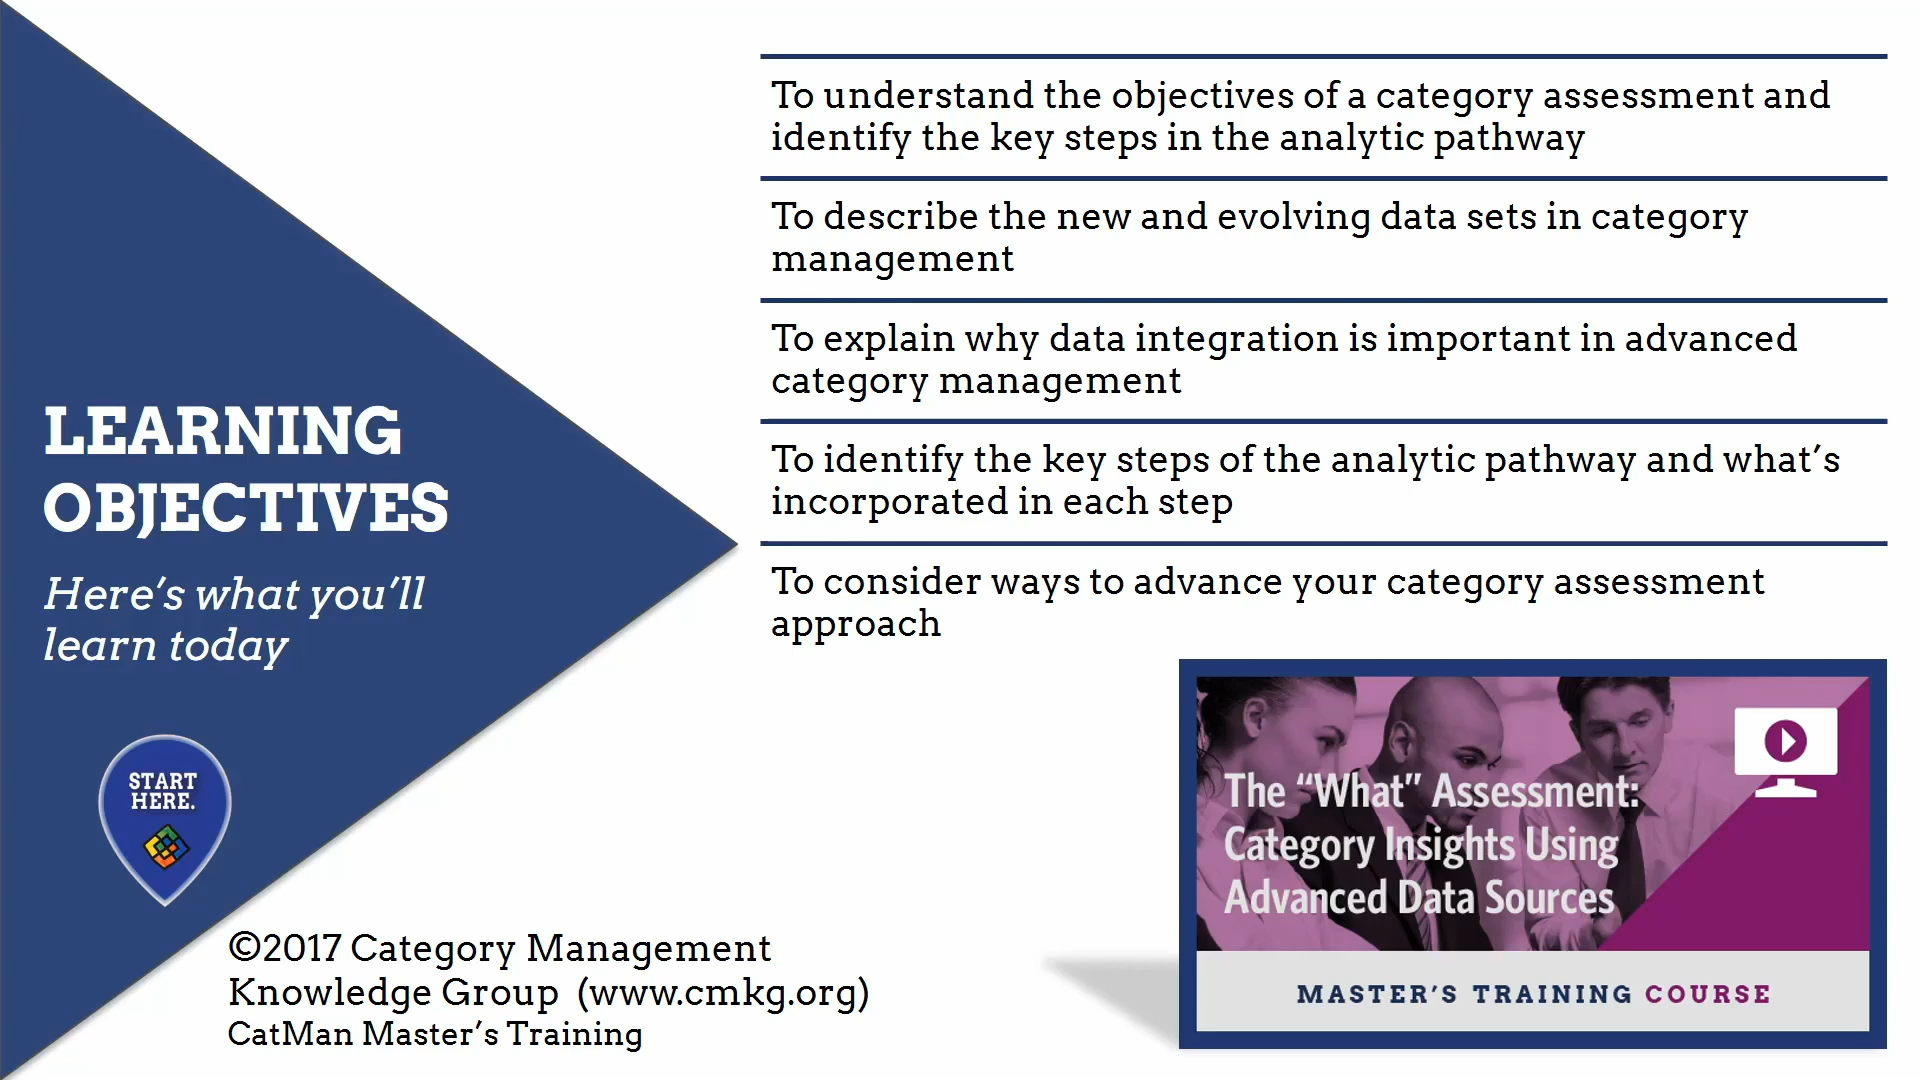 LEARNING
OBJECTIVES
Here’s what you’ll
learn today
START
HERE.
To understand the objectives of a category assessment and
identify the key steps in the analytic pathway
To describe the new and evolving data sets in category
management
To explain why data integration is important in advanced
category management
To identify the key steps of the analytic pathway and what’s
incorporated in each step
To consider ways to advance your category assessment
approach
The “What” Assessment:
Category Insights Using
Advanced Data Sources
MASTER’S TRAINING COURSE
©2017 Category Management
Knowledge Group (www.cmkg.org)
CatMan Master’s Training